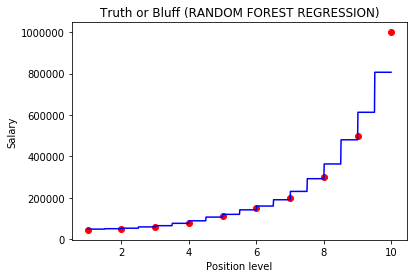 Truth or Bluff (RANDOM FOREST REGRESSION)
1000000
800000
600000
400000
200000
0
Salary
2 4 6 8 10
Position level